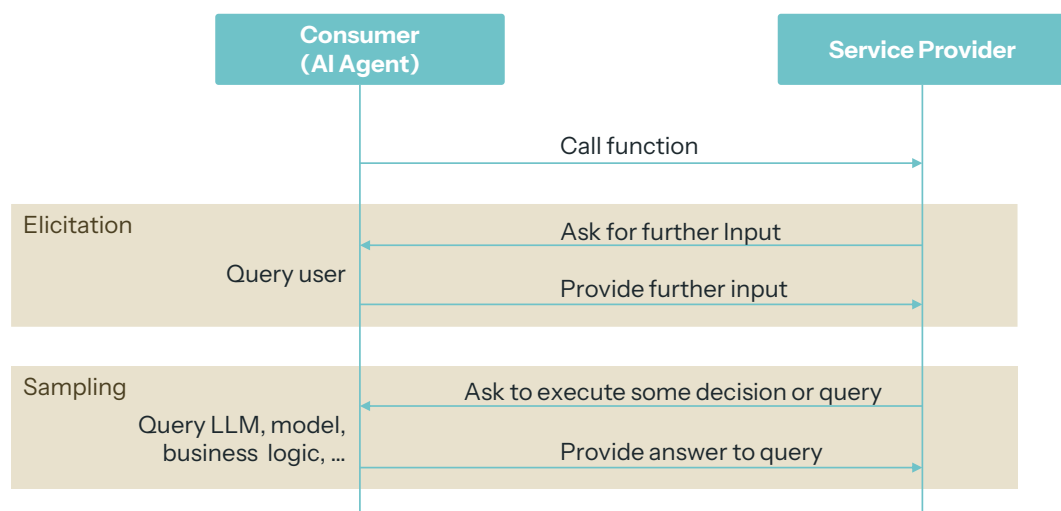 Consumer
(AI Agent)
Service Provider
Call function
Elicitation
Ask for further Input
Query user
Provide further input
Sampling
Ask to execute some decision or query
Query LLM, model,
business logic, ...
Provide answer to query